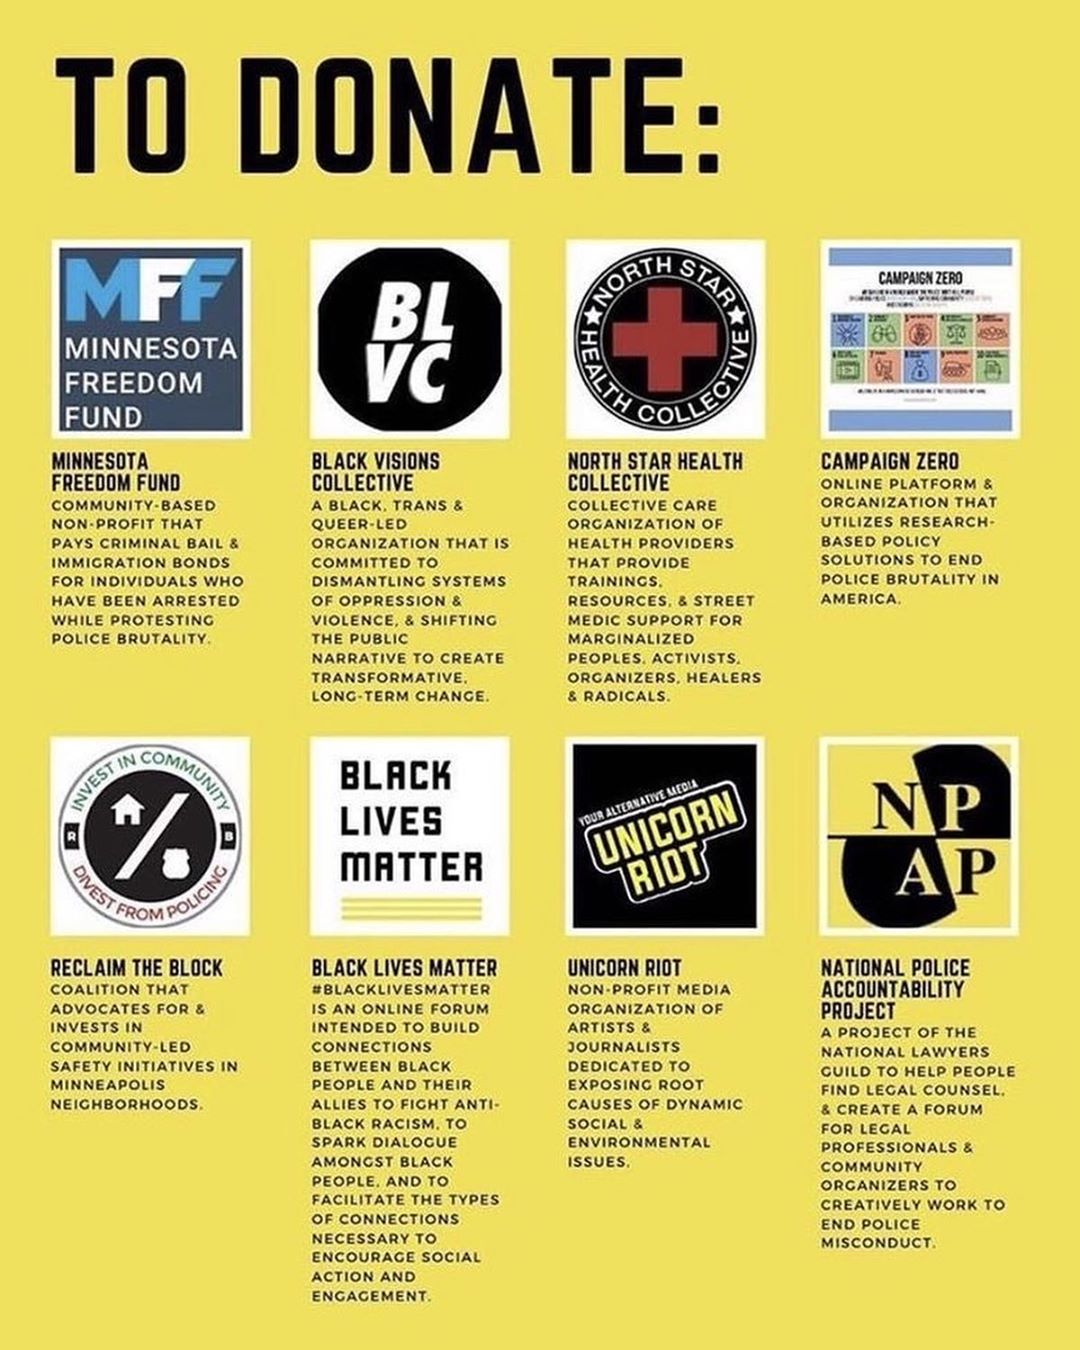 TO DONATE:
MFF
MINNESOTA
FREEDOM
FUND
MINNESOTA
FREEDOM FUND
COMMUNITY-BASED
NON-PROFIT THAT
PAYS CRIMINAL BAIL &
IMMIGRATION BONDS
FOR INDIVIDUALS WHO
HAVE BEEN ARRESTED
WHILE PROTESTING
POLICE BRUTALITY.
BL
VC
BLACK VISIONS
COLLECTIVE
A BLACK, TRANS &
QUEER-LED
ORGANIZATION THAT IS
COMMITTED TO
DISMANTLING SYSTEMS
OF OPPRESSION &
VIOLENCE, & SHIFTING
THE PUBLIC
NARRATIVE TO CREATE
TRANSFORMATIVE,
LONG-TERM CHANGE.
NORTH STAR
HEALTH COLLECTIVE
NORTH STAR HEALTH
COLLECTIVE
COLLECTIVE CARE
ORGANIZATION OF
HEALTH PROVIDERS
THAT PROVIDE
TRAININGS,
RESOURCES, & STREET
MEDIC SUPPORT FOR
MARGINALIZED
PEOPLES, ACTIVISTS,
ORGANIZERS, HEALERS
& RADICALS.
CAMPAIGN ZERO
CAMPAIGN ZERO
ONLINE PLATFORM &
ORGANIZATION THAT
UTILIZES RESEARCH-
BASED POLICY
SOLUTIONS TO END
POLICE BRUTALITY IN
AMERICA.
INVEST IN COMMUNITY
R B
DIVEST FROM POLICING
RECLAIM THE BLOCK
COALITION THAT
ADVOCATES FOR &
INVESTS IN
COMMUNITY-LED
SAFETY INITIATIVES IN
MINNEAPOLIS
NEIGHBORHOODS.
BLACK
LIVES
MATTER
BLACK LIVES MATTER
#BLACKLIVESMATTER
IS AN ONLINE FORUM
INTENDED TO BUILD
CONNECTIONS
BETWEEN BLACK
PEOPLE AND THEIR
ALLIES TO FIGHT ANTI-
BLACK RACISM, TO
SPARK DIALOGUE
AMONGST BLACK
PEOPLE, AND TO
FACILITATE THE TYPES
OF CONNECTIONS
NECESSARY TO
ENCOURAGE SOCIAL
ACTION AND
ENGAGEMENT.
YOUR ALTERNATIVE MEDIA
UNICORN
RIOT
UNICORN RIOT
NON-PROFIT MEDIA
ORGANIZATION OF
ARTISTS &
JOURNALISTS
DEDICATED TO
EXPOSING ROOT
CAUSES OF DYNAMIC
SOCIAL &
ENVIRONMENTAL
ISSUES.
NP
AP
NATIONAL POLICE
ACCOUNTABILITY
PROJECT
A PROJECT OF THE
NATIONAL LAWYERS
GUILD TO HELP PEOPLE
FIND LEGAL COUNSEL,
& CREATE A FORUM
FOR LEGAL
PROFESSIONALS &
COMMUNITY
ORGANIZERS TO
CREATIVELY WORK TO
END POLICE
MISCONDUCT.